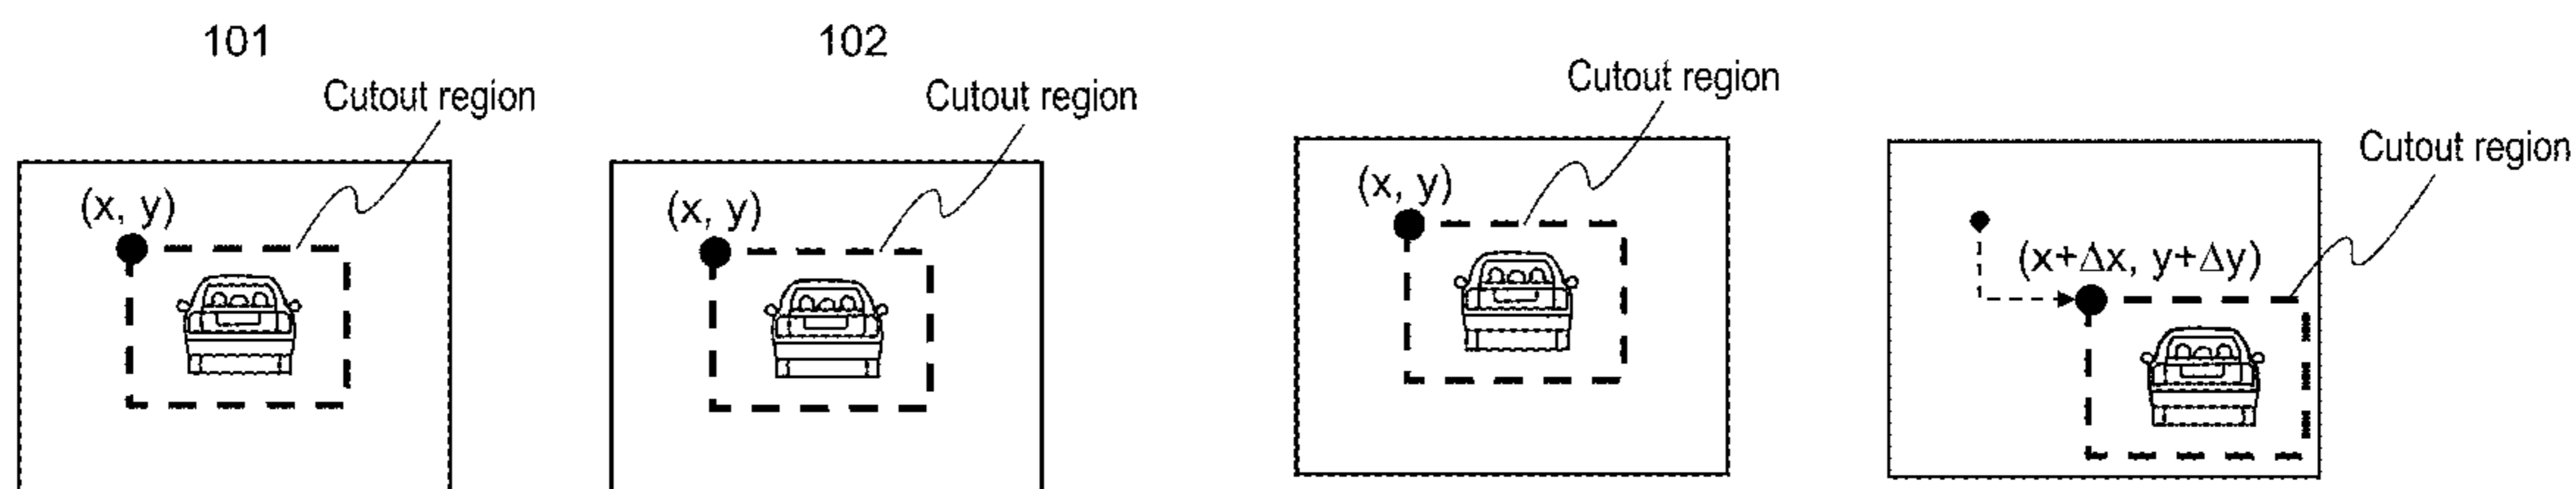 101
Cutout region
(x, y)
102
Cutout region
(x, y)
Cutout region
(x, y)
Cutout region
(x+Δx, y+Δy)